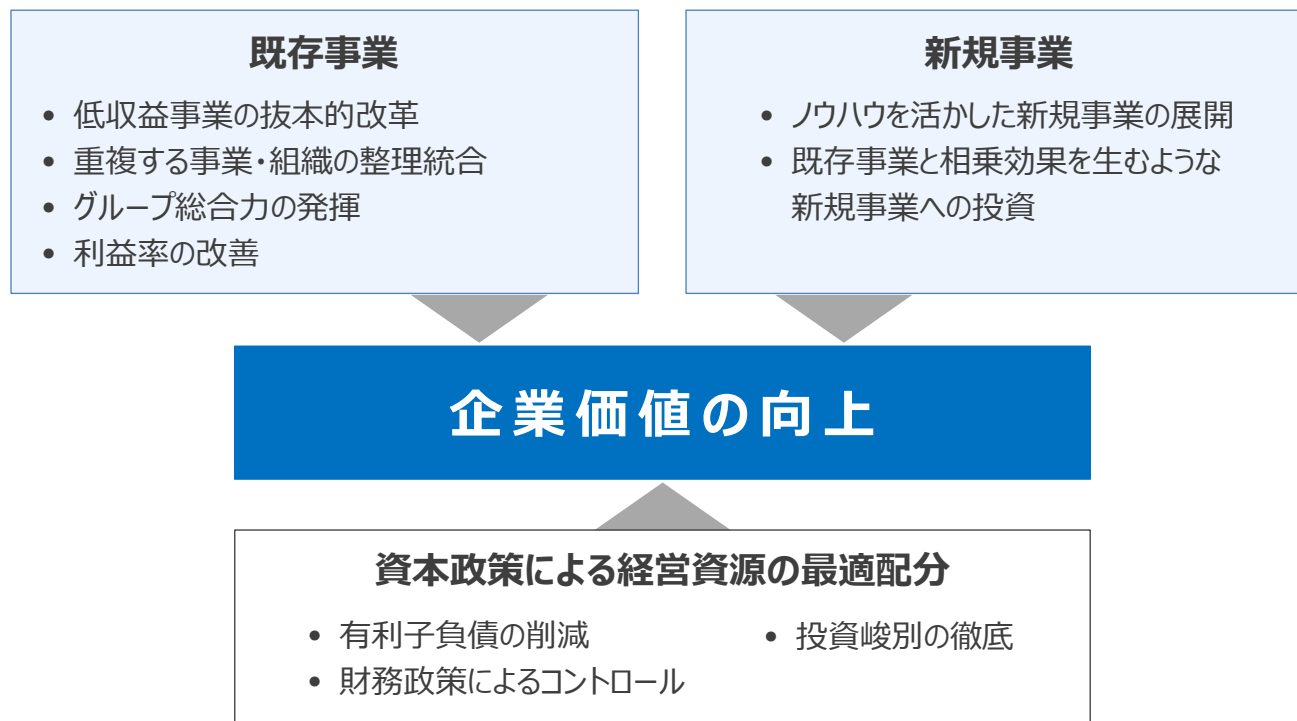 既存事業
• 低収益事業の抜本的改革
• 重複する事業・組織の整理統合
• グループ総合力の発揮
• 利益率の改善
新規事業
• ノウハウを活かした新規事業の展開
• 既存事業と相乗効果を生むような
新規事業への投資
企業価値の向上
資本政策による経営資源の最適配分
• 有利子負債の削減
• 財務政策によるコントロール
• 投資峻別の徹底